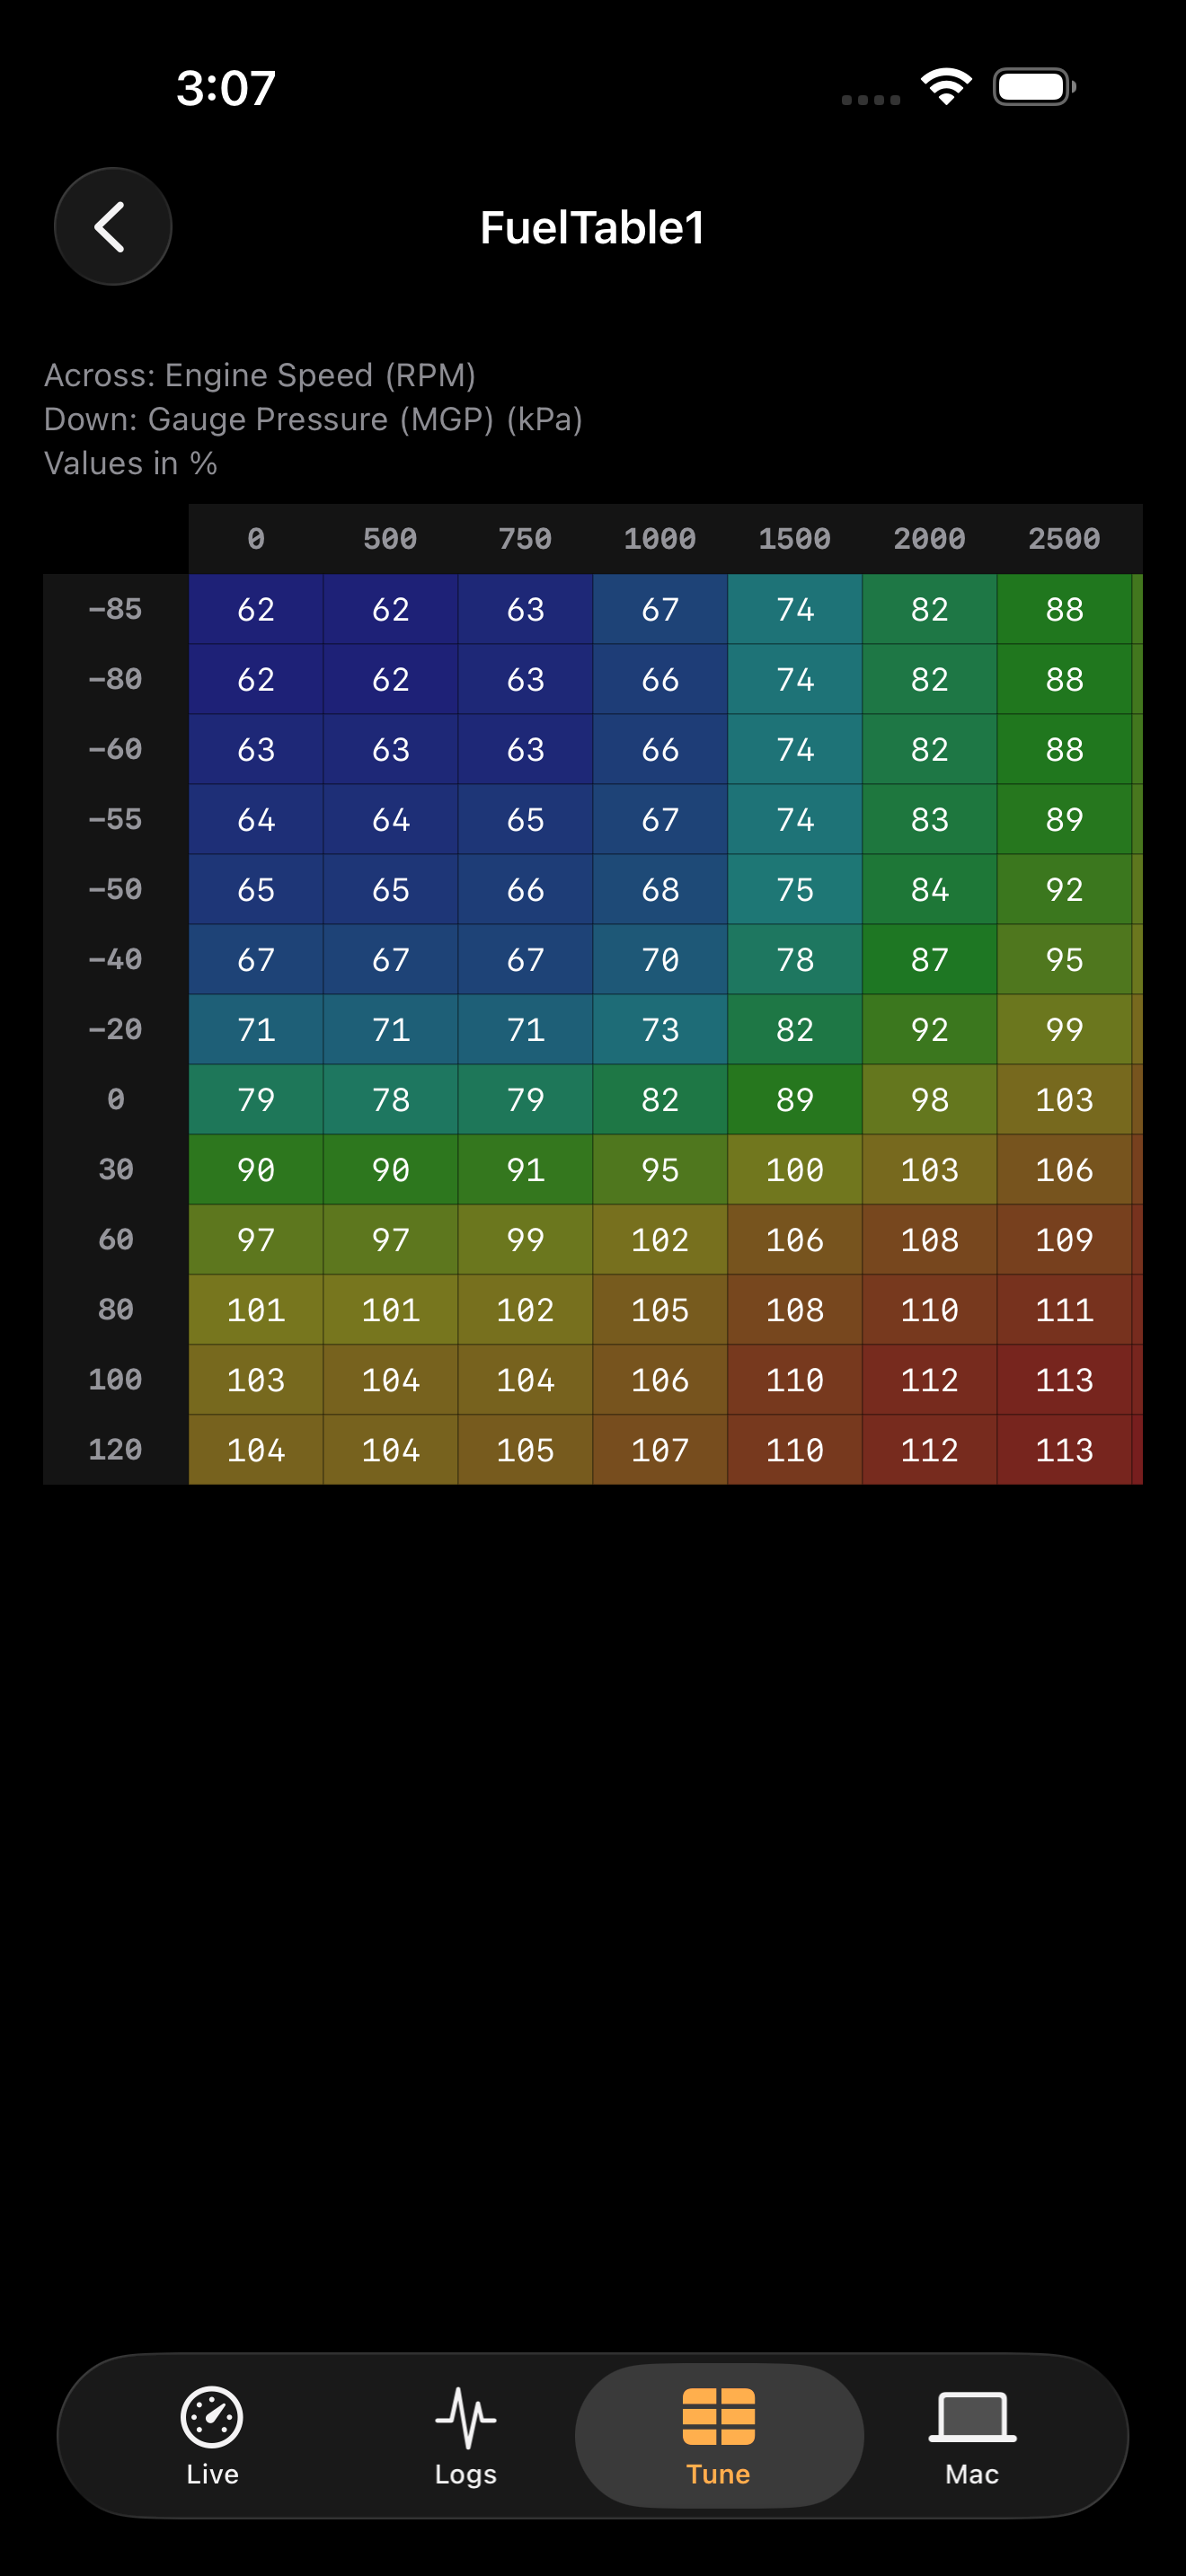 3:07
FuelTable1
Across: Engine Speed (RPM)
Down: Gauge Pressure (MGP) (kPa)
Values in %
0 500 750 1000 1500 2000 2500
−85 62 62 63 67 74 82 88
−80 62 62 63 66 74 82 88
−60 63 63 63 66 74 82 88
−55 64 64 65 67 74 83 89
−50 65 65 66 68 75 84 92
−40 67 67 67 70 78 87 95
−20 71 71 71 73 82 92 99
0 79 78 79 82 89 98 103
30 90 90 91 95 100 103 106
60 97 97 99 102 106 108 109
80 101 101 102 105 108 110 111
100 103 104 104 106 110 112 113
120 104 104 105 107 110 112 113
Live Logs Tune Mac